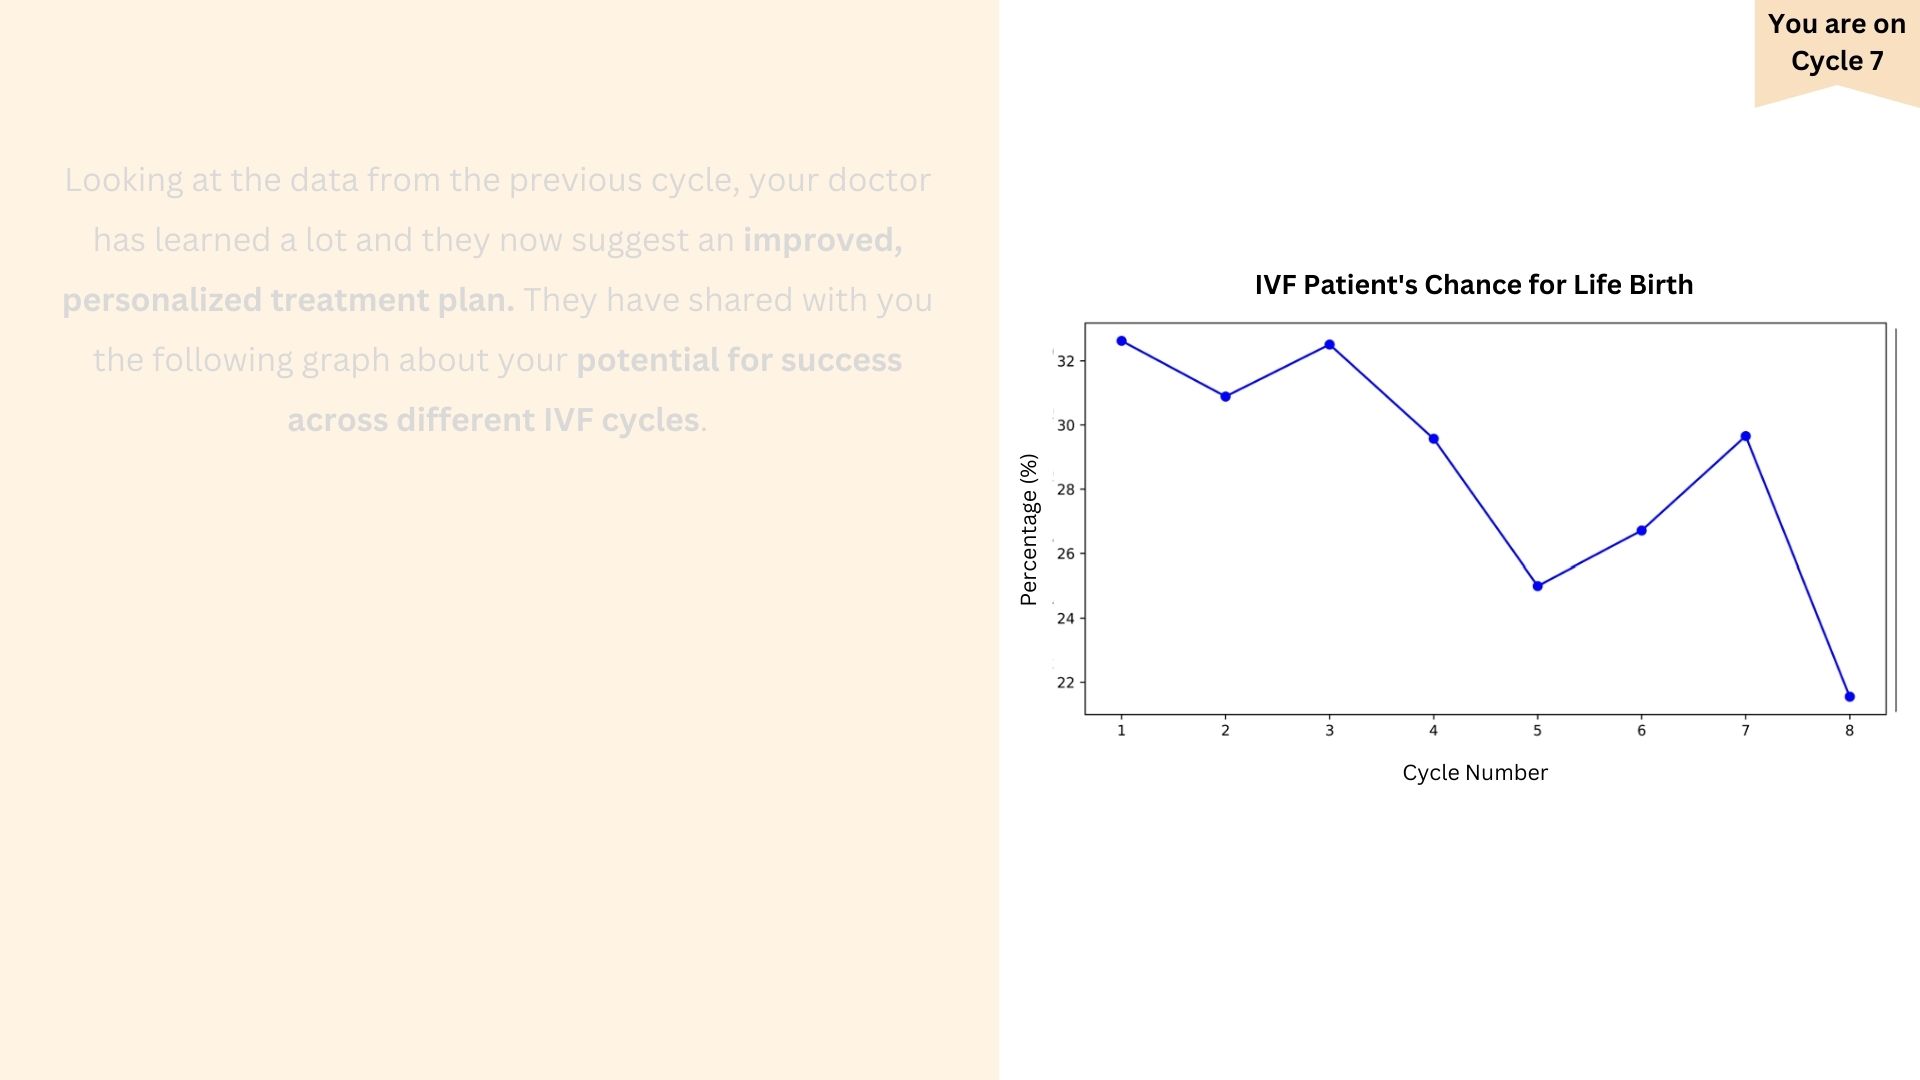 You are on
Cycle 7
Looking at the data from the previous cycle, your doctor
has learned a lot and they now suggest an improved,
personalized treatment plan. They have shared with you
the following graph about your potential for success
across different IVF cycles.
IVF Patient's Chance for Life Birth
Percentage (%)
32
30
28
26
24
22
1 2 3 4 5 6 7 8
Cycle Number